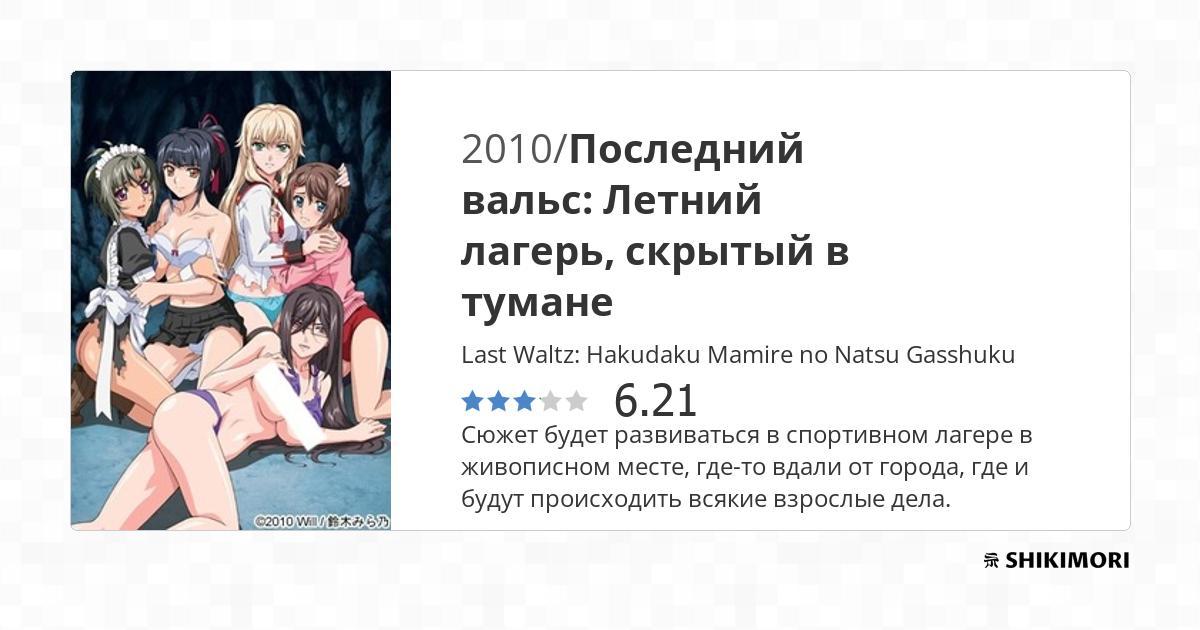 2010/Последний
вальс: Летний
лагерь, скрытый в
тумане
Last Waltz: Hakudaku Mamire no Natsu Gasshuku
6.21
Сюжет будет развиваться в спортивном лагере в
живописном месте, где-то вдали от города, где и
будут происходить всякие взрослые дела.
©2010 Will / 鈴木みら乃
SHIKIMORI